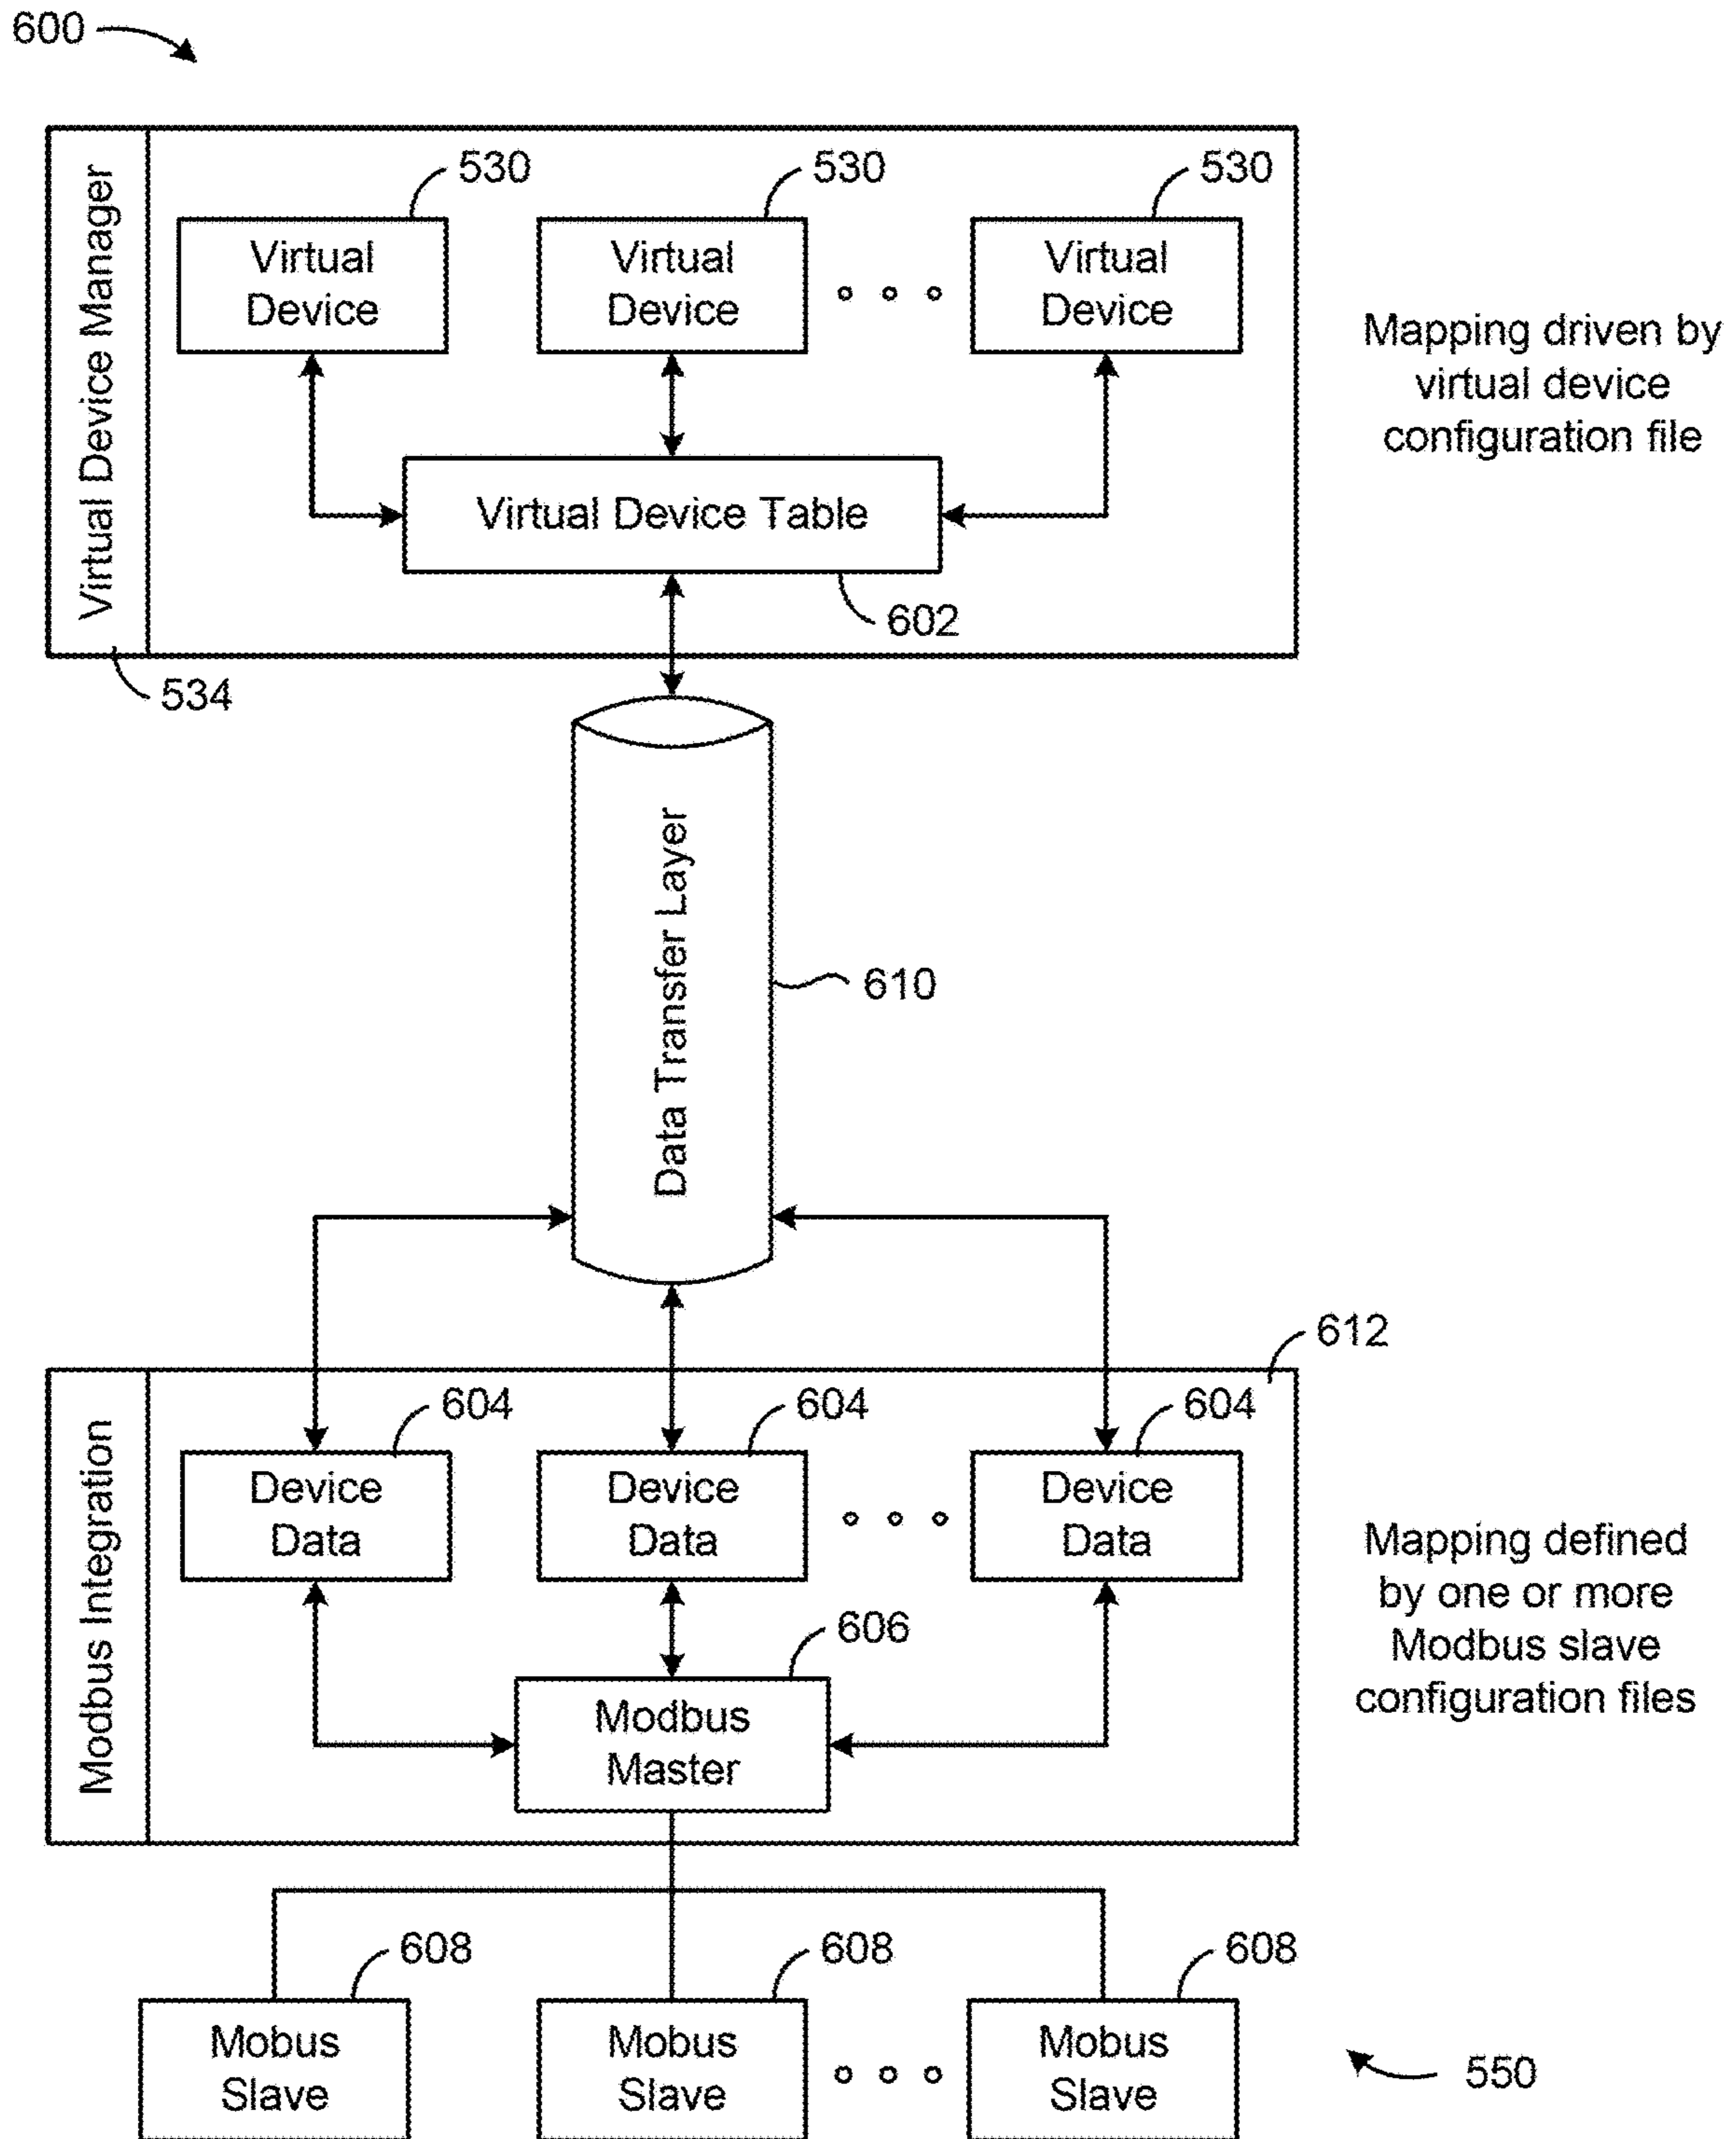 600
530
530
530
Virtual Device Manager
Virtual
Device
Virtual
Device
Virtual
Device
Mapping driven by
virtual device
configuration file
Virtual Device Table
602
534
Data Transfer Layer
610
612
Modbus Integration
604
604
604
Device
Data
Device
Data
Device
Data
Mapping defined
by one or more
Modbus slave
configuration files
606
Modbus
Master
608
608
608
Mobus
Slave
Mobus
Slave
Mobus
Slave
550